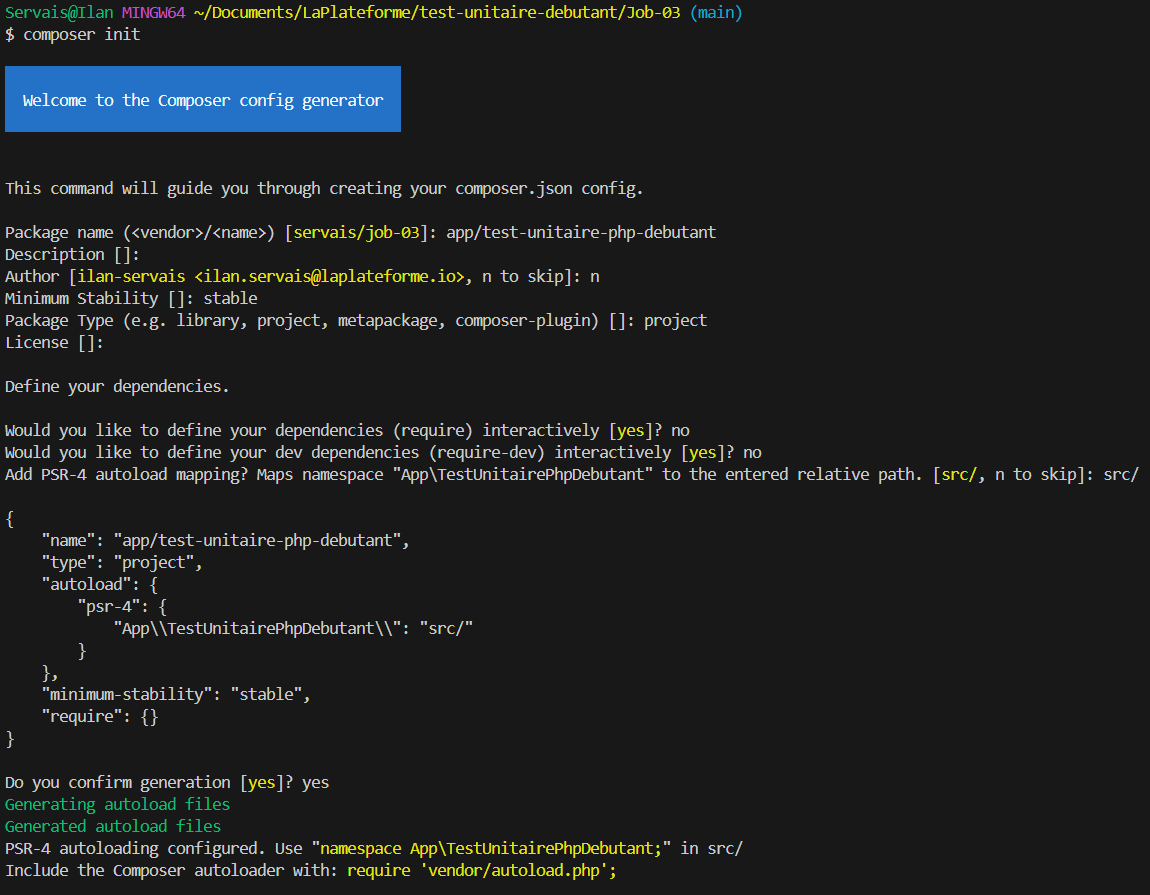 Servais@Ilan MINGW64 ~/Documents/LaPlateforme/test-unitaire-debutant/Job-03 (main)
$ composer init
Welcome to the Composer config generator
This command will guide you through creating your composer.json config.
Package name (<vendor>/<name>) [servais/job-03]: app/test-unitaire-php-debutant
Description []:
Author [ilan-servais <ilan.servais@laplateforme.io>, n to skip]: n
Minimum Stability []: stable
Package Type (e.g. library, project, metapackage, composer-plugin) []: project
License []:
Define your dependencies.
Would you like to define your dependencies (require) interactively [yes]? no
Would you like to define your dev dependencies (require-dev) interactively [yes]? no
Add PSR-4 autoload mapping? Maps namespace "App\TestUnitairePhpDebutant" to the entered relative path. [src/, n to skip]: src/
{
    "name": "app/test-unitaire-php-debutant",
    "type": "project",
    "autoload": {
        "psr-4": {
            "App\\TestUnitairePhpDebutant\\": "src/"
        }
    },
    "minimum-stability": "stable",
    "require": {}
}
Do you confirm generation [yes]? yes
Generating autoload files
Generated autoload files
PSR-4 autoloading configured. Use "namespace App\TestUnitairePhpDebutant;" in src/
Include the Composer autoloader with: require 'vendor/autoload.php';